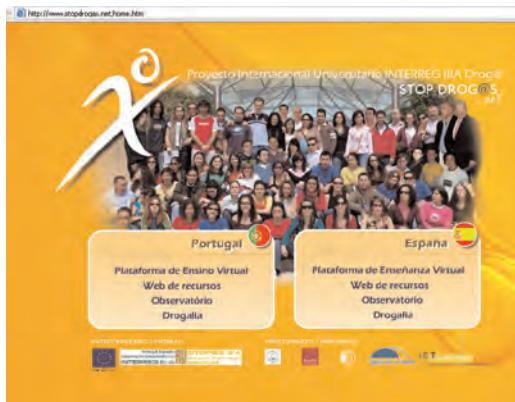 http://www.stopdrogas.net/home.htm
Proyecto Internacional Universitario INTERREG IIIA Drog@
STOP DROG@S
.NET
Portugal
Plataforma de Ensino Virtual
Web de recursos
Observatório
Drogalia
España
Plataforma de Enseñanza Virtual
Web de recursos
Observatorio
Drogalia